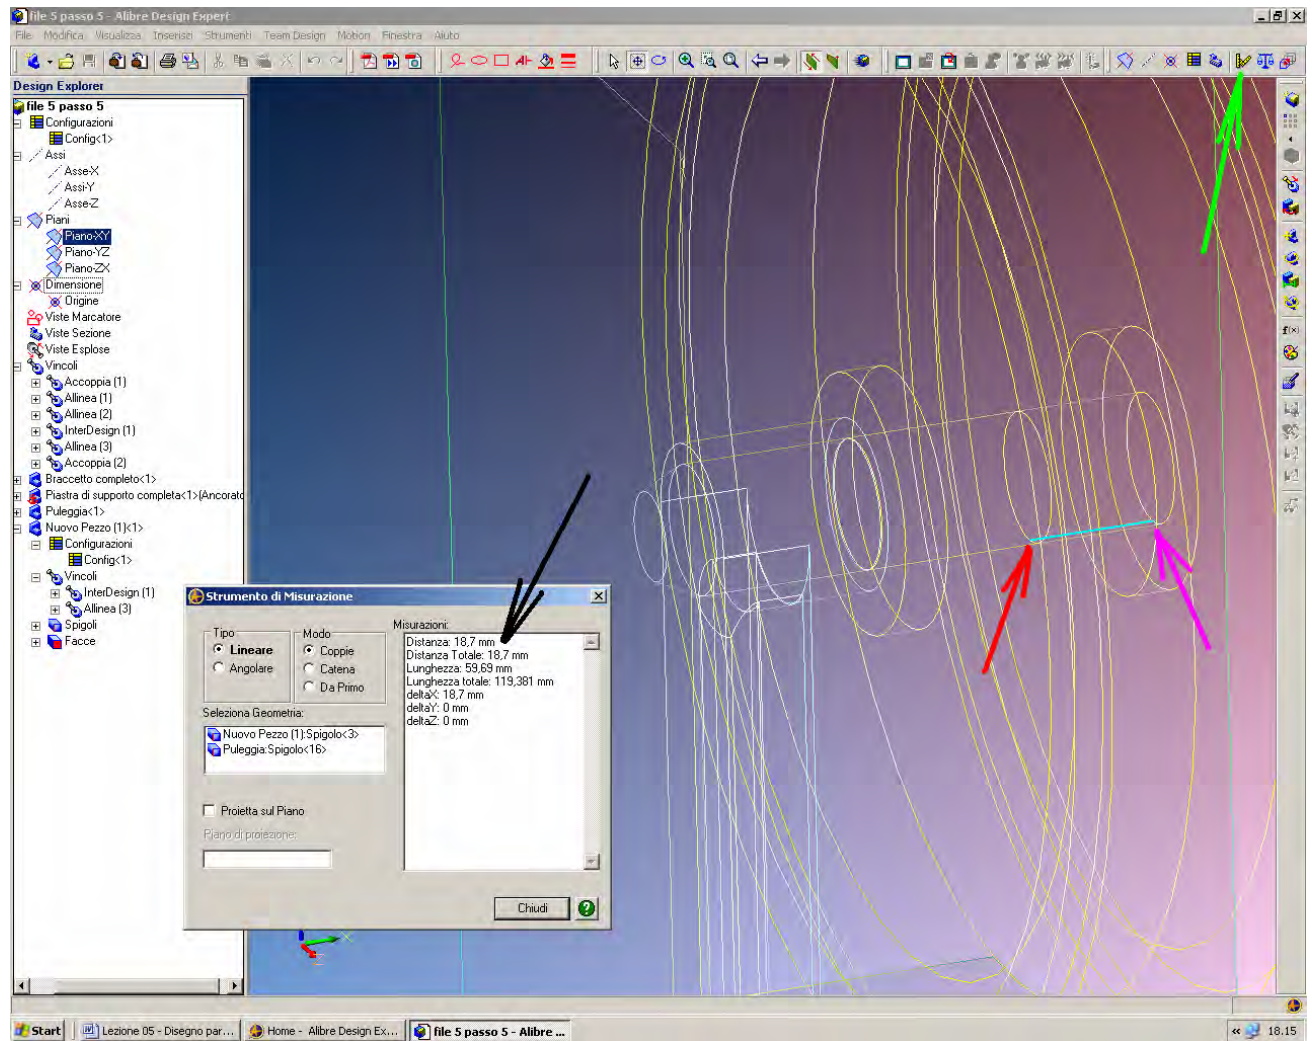 file 5 passo 5 - Alibre Design Expert
File Modifica Visualizza Inserisci Strumenti Team Design Motion Finestra Aiuto
Design Explorer
file 5 passo 5
Configurazioni
Config<1>
Assi
Asse-X
Assi-Y
Asse-Z
Piani
Piano-XY
Piano-YZ
Piano-ZX
Dimensione
Origine
Viste Marcatore
Viste Sezione
Viste Esplose
Vincoli
Accoppia (1)
Allinea (1)
Allinea (2)
InterDesign (1)
Allinea (3)
Accoppia (2)
Braccetto completo<1>
Piastra di supporto completa<1>(Ancorato
Puleggia<1>
Nuovo Pezzo (1)<1>
Configurazioni
Config<1>
Vincoli
InterDesign (1)
Allinea (3)
Spigoli
Facce
f(x)
Strumento di Misurazione
Tipo
Lineare
Angolare
Modo
Coppie
Catena
Da Primo
Misurazioni:
Distanza: 18,7 mm
Distanza Totale: 18,7 mm
Lunghezza: 59,69 mm
Lunghezza totale: 119,381 mm
deltaX: 18,7 mm
deltaY: 0 mm
deltaZ: 0 mm
Seleziona Geometria:
Nuovo Pezzo (1):Spigolo<3>
Puleggia:Spigolo<16>
Proietta sul Piano
Piano di proiezione:
Chiudi
Start
Lezione 05 - Disegno par...
Home - Alibre Design Ex...
file 5 passo 5 - Alibre ...
18.15